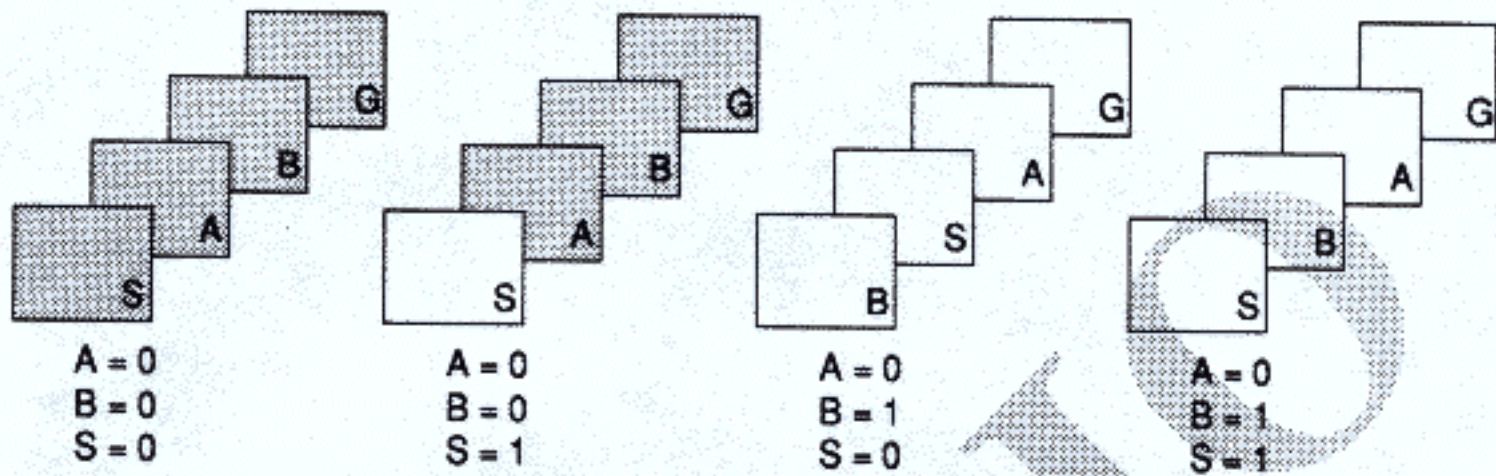 G G G G
B B A A
A A S B
S S B S
A = 0 A = 0 A = 0 A = 0
B = 0 B = 0 B = 1 B = 1
S = 0 S = 1 S = 0 S = 1